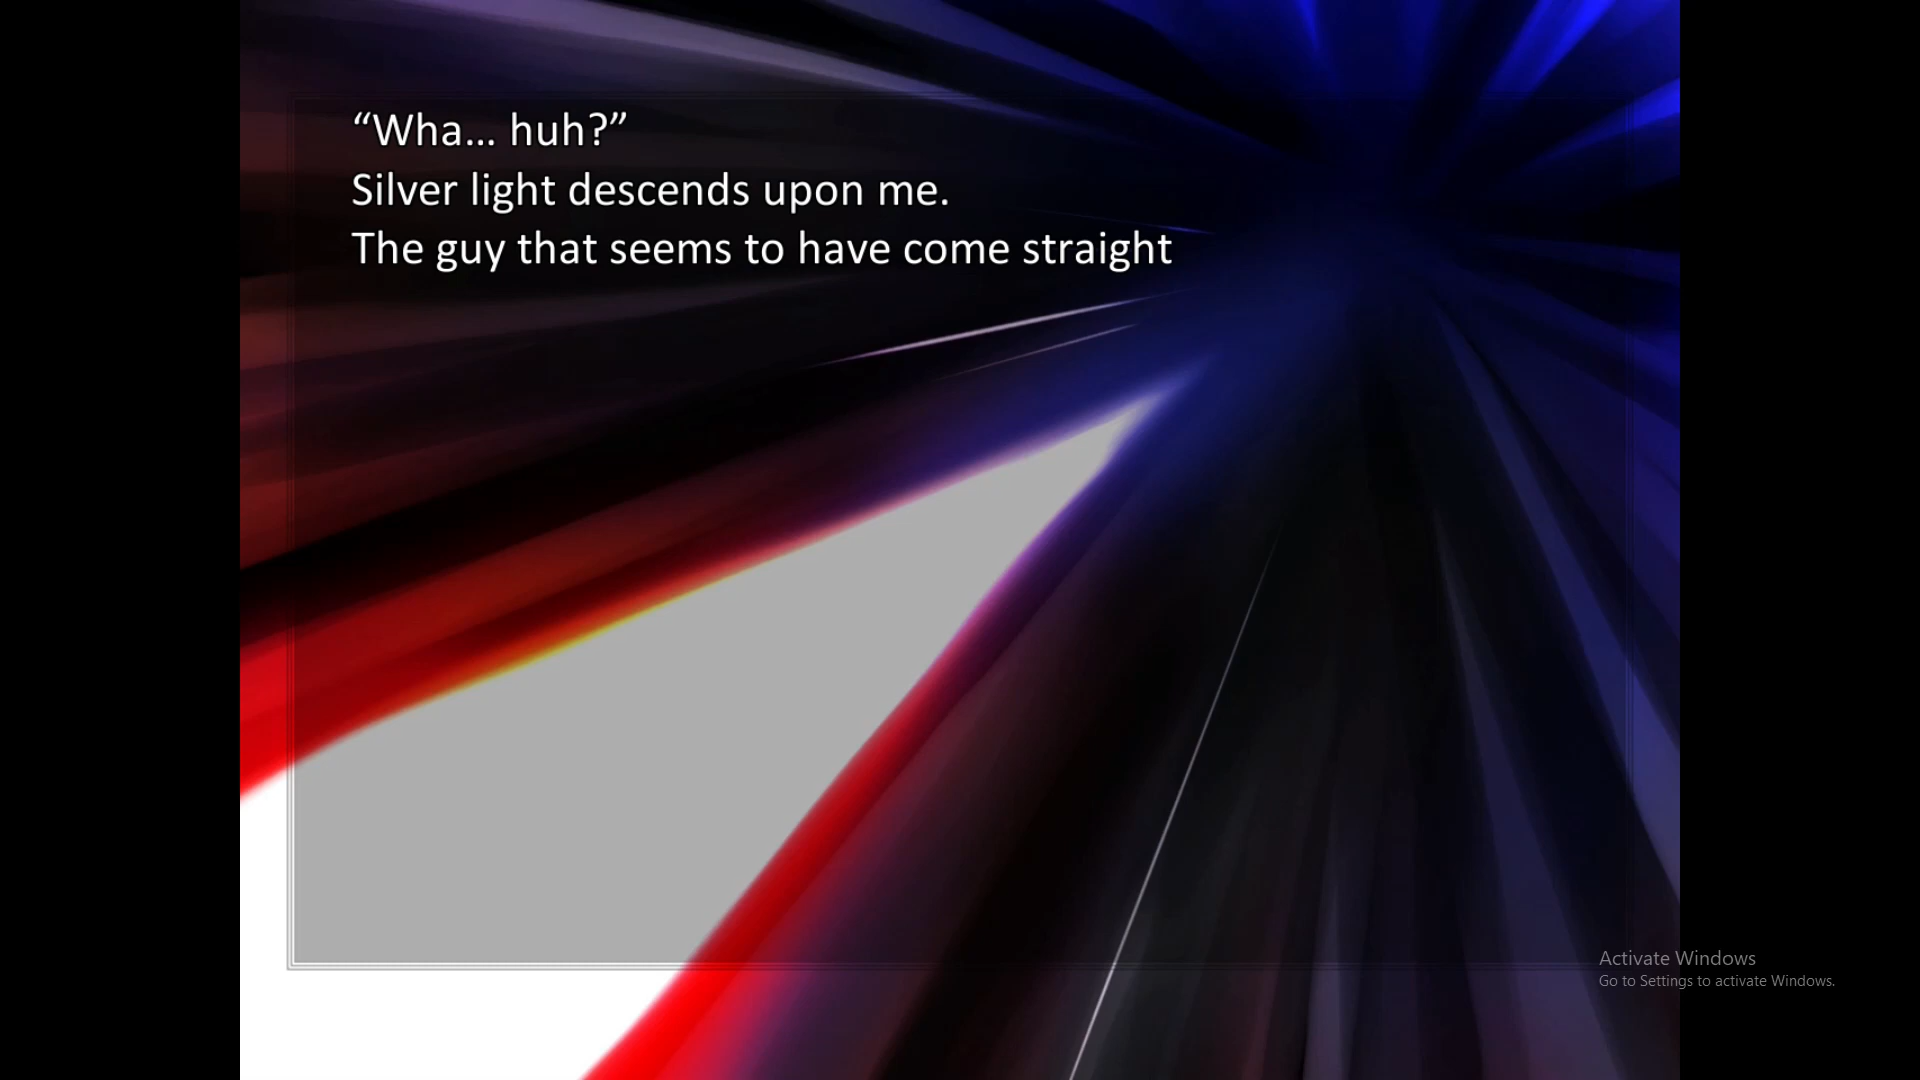 “Wha... huh?”
Silver light descends upon me.
The guy that seems to have come straight
Activate Windows
Go to Settings to activate Windows.